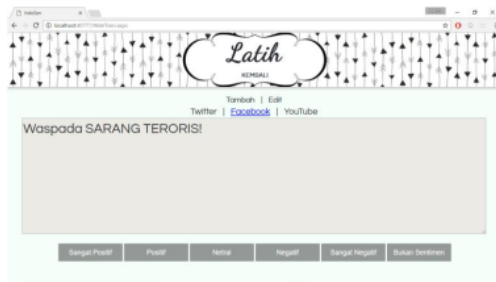 IndoSen
Latih
KEMBALI
Tambah | Edit
Twitter | Facebook | YouTube
Waspada SARANG TERORIS!
Sangat Positif Positif Netral Negatif Sangat Negatif Bukan Sentimen